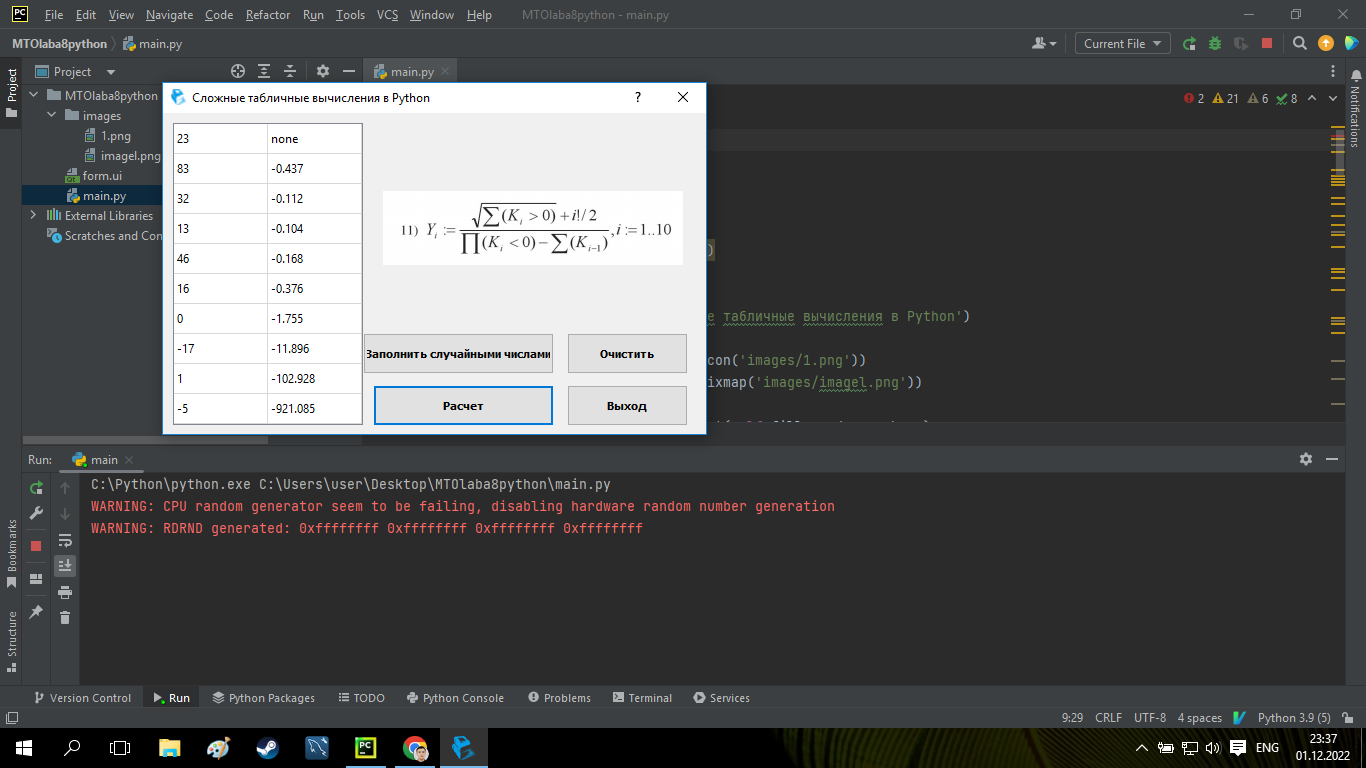 File Edit View Navigate Code Refactor Run Tools VCS Window Help MTOlaba8python - main.py
MTOlaba8python main.py Current File
Project main.py
MTOlaba8python
images
1.png
imagel.png
form.ui
main.py
External Libraries
Scratches and Con
Project
Bookmarks
Structure
Notifications
2 21 6 8
Сложные табличные вычисления в Python ?
23 none
83 -0.437
32 -0.112
13 -0.104
46 -0.168
16 -0.376
0 -1.755
-17 -11.896
1 -102.928
-5 -921.085
11) Y_i := (√(∑(K_i > 0)) + i!/2) / (∏(K_i < 0) − ∑(K_{i−1})), i := 1..10
Заполнить случайными числами Очистить
Расчет Выход
)
е табличные вычисления в Python')
con('images/1.png'))
ixmap('images/imagel.png'))
Run: main
C:\Python\python.exe C:\Users\user\Desktop\MTOlaba8python\main.py
WARNING: CPU random generator seem to be failing, disabling hardware random number generation
WARNING: RDRND generated: 0xffffffff 0xffffffff 0xffffffff 0xffffffff
Version Control Run Python Packages TODO Python Console Problems Terminal Services
9:29 CRLF UTF-8 4 spaces Python 3.9 (5)
ENG 23:37
01.12.2022